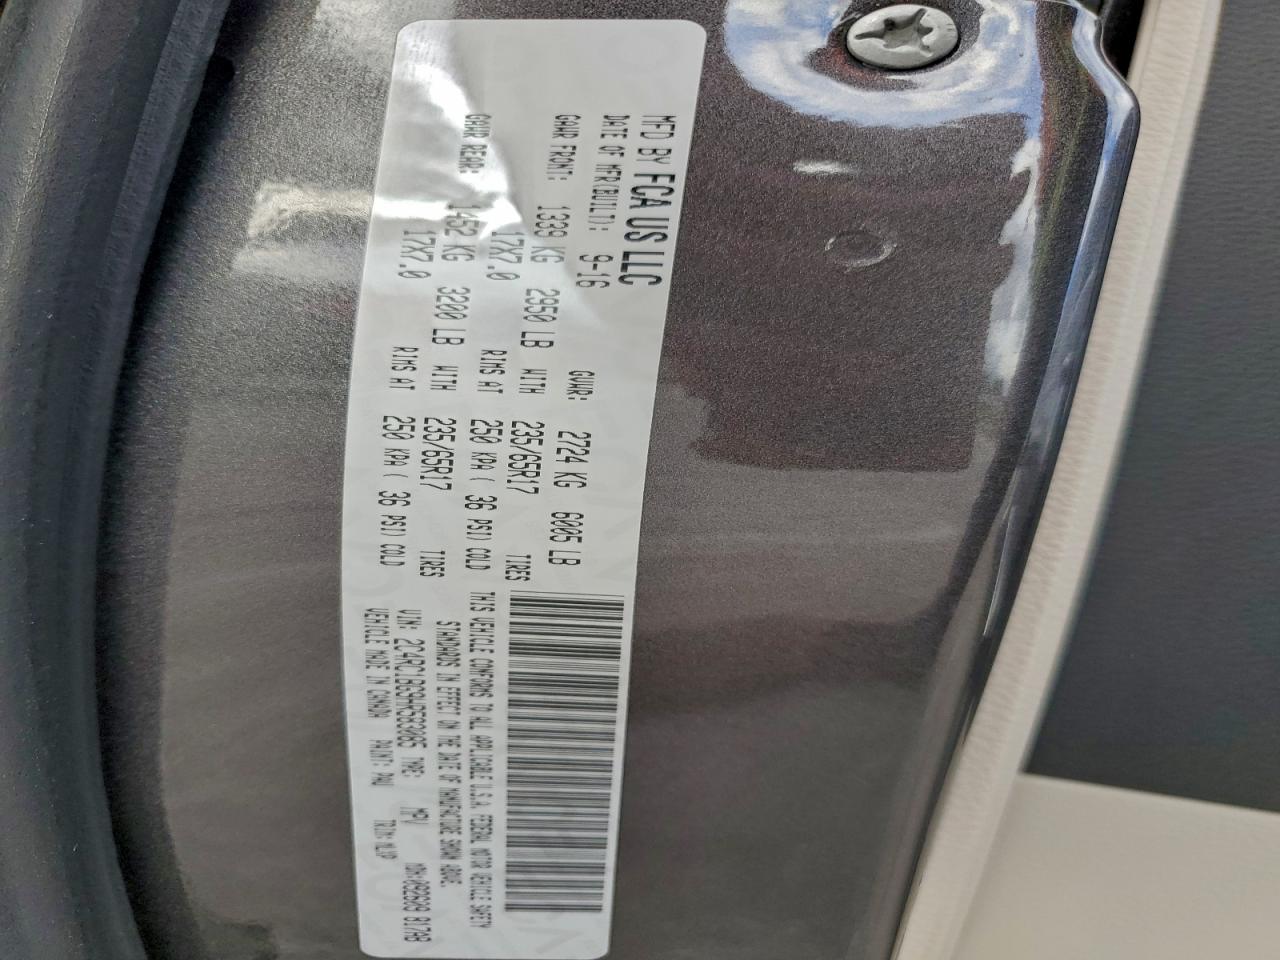 MFD BY FCA US LLC
DATE OF MFR(BUILT): 9-16 GVWR: 2724 KG 6005 LB
GAWR FRONT: 1339 KG 2950 LB WITH 235/65R17 TIRES
17X7.0 RIMS AT 250 KPA ( 36 PSI) COLD
GAWR REAR: 1452 KG 3200 LB WITH 235/65R17 TIRES
17X7.0 RIMS AT 250 KPA ( 36 PSI) COLD
THIS VEHICLE CONFORMS TO ALL APPLICABLE U.S.A. FEDERAL MOTOR VEHICLE SAFETY
STANDARDS IN EFFECT ON THE DATE OF MANUFACTURE SHOWN ABOVE.
VIN: TYPE: MPV MDH:
VEHICLE MADE IN CANADA PAINT: PAU TRIM: